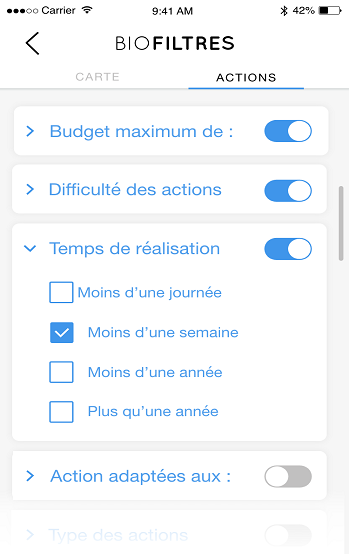 Carrier 9:41 AM 42%
BIOFILTRES
CARTE ACTIONS
Budget maximum de :
Difficulté des actions
Temps de réalisation
Moins d'une journée
Moins d'une semaine
Moins d'une année
Plus qu'une année
Action adaptées aux :
Type des actions